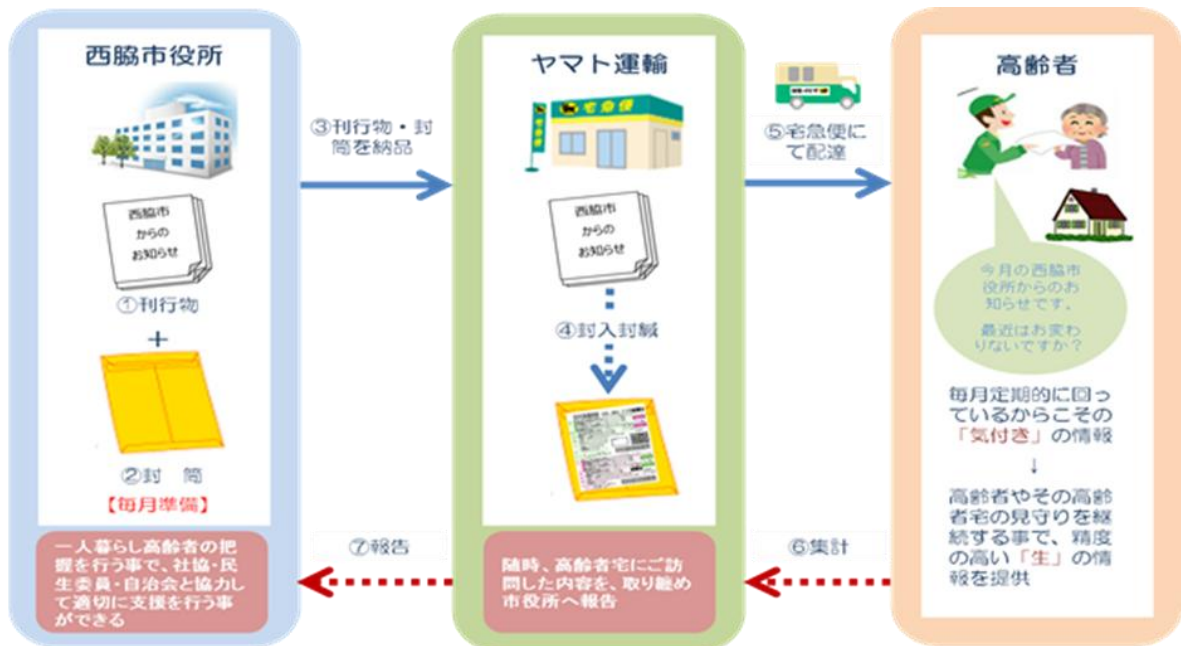 西脇市役所
西脇市
からの
お知らせ
①刊行物
+
②封 筒
【毎月準備】
一人暮らし高齢者の把
握を行う事で、社協・民
生委員・自治会と協力し
て適切に支援を行う事
ができる
③刊行物・封
筒を納品
ヤマト運輸
宅急便
宅急便
西脇市
からの
お知らせ
④封入封緘
随時、高齢者宅にご訪
問した内容を、取り纏め
市役所へ報告
⑤宅急便に
て配達
高齢者
今月の西脇市
役所からのお
知らせです。
最近はお変わ
りないですか？
毎月定期的に回っ
ているからこその
「気付き」の情報
↓
高齢者やその高齢
者宅の見守りを継
続する事で、精度
の高い「生」の情
報を提供
⑥集計
⑦報告